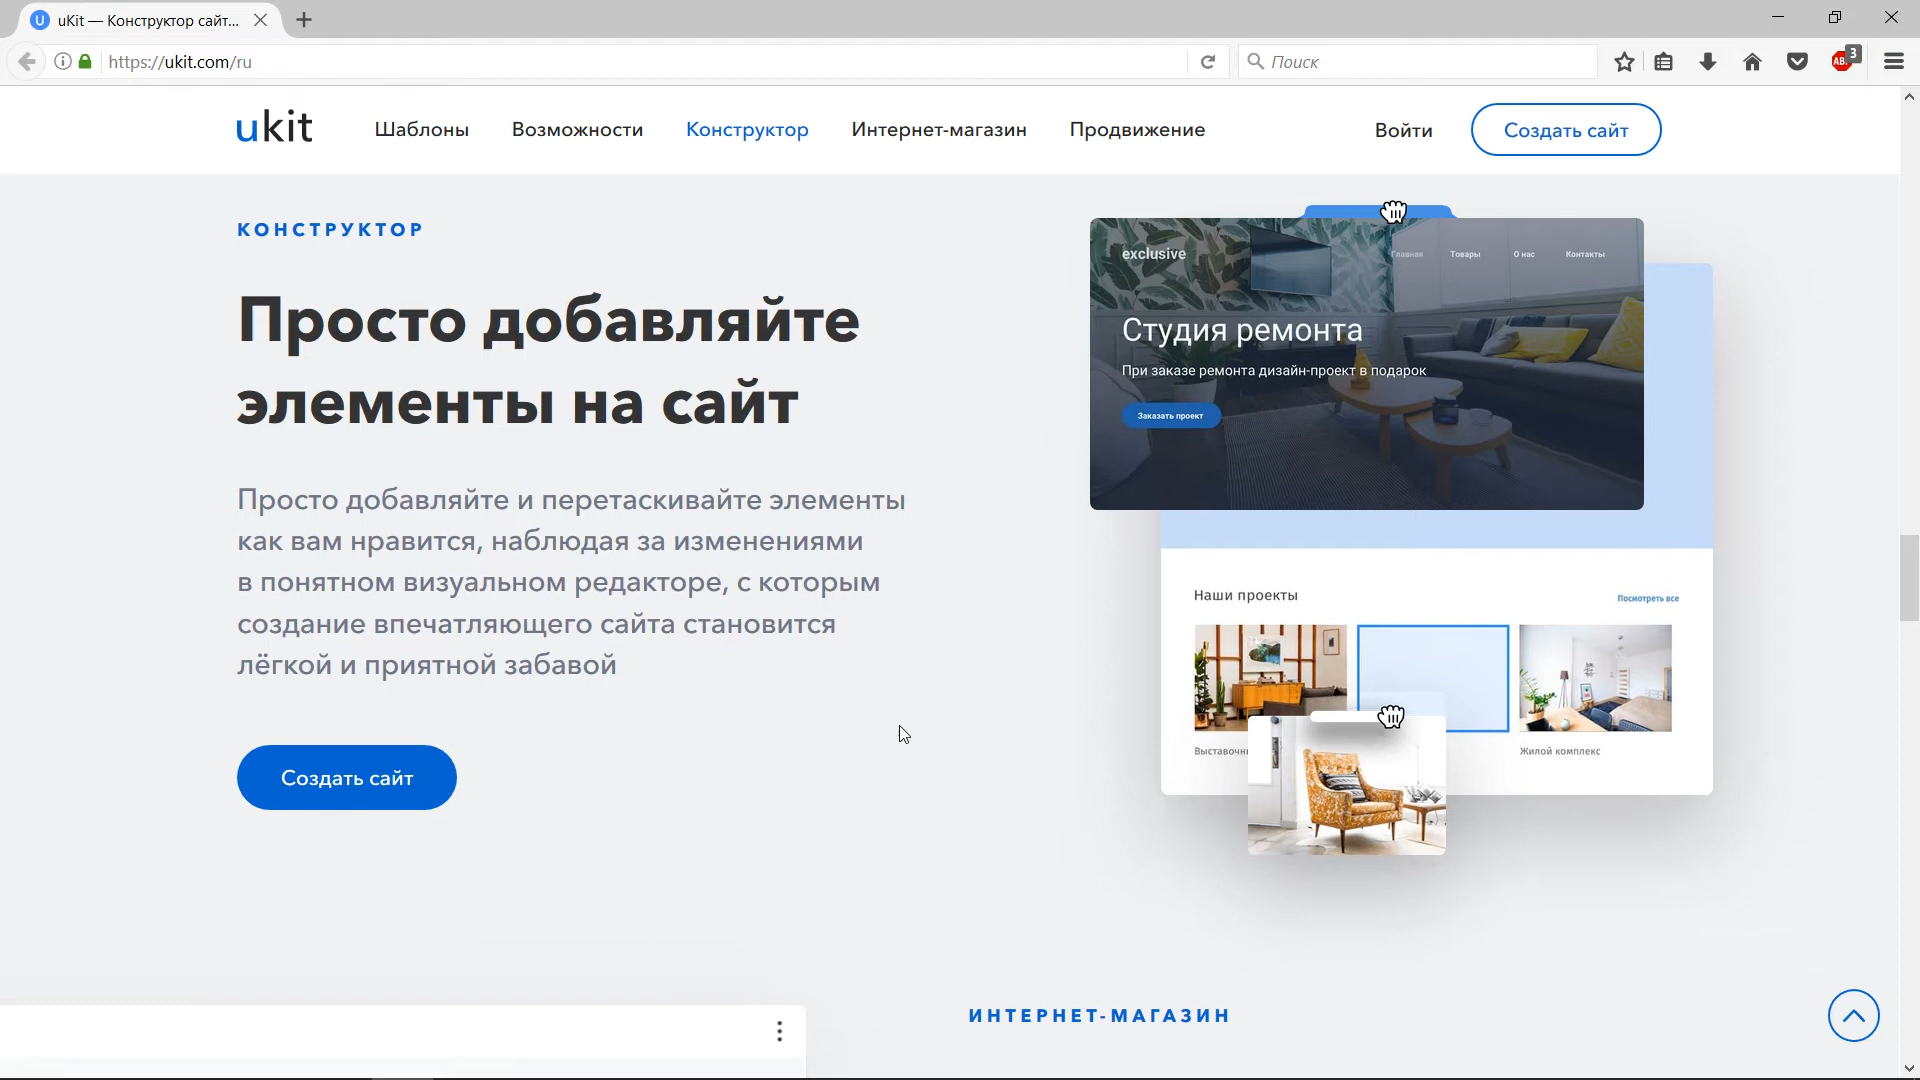 uKit — Конструктор сайт...
https://ukit.com/ru
Поиск
3
ukit
Шаблоны
Возможности
Конструктор
Интернет-магазин
Продвижение
Войти
Создать сайт
КОНСТРУКТОР
Просто добавляйте
элементы на сайт
Просто добавляйте и перетаскивайте элементы
как вам нравится, наблюдая за изменениями
в понятном визуальном редакторе, с которым
создание впечатляющего сайта становится
лёгкой и приятной забавой
Создать сайт
exclusive
Главная
Товары
О нас
Контакты
Студия ремонта
При заказе ремонта дизайн-проект в подарок
Заказать проект
Наши проекты
Посмотреть все
Жилой комплекс
ИНТЕРНЕТ-МАГАЗИН